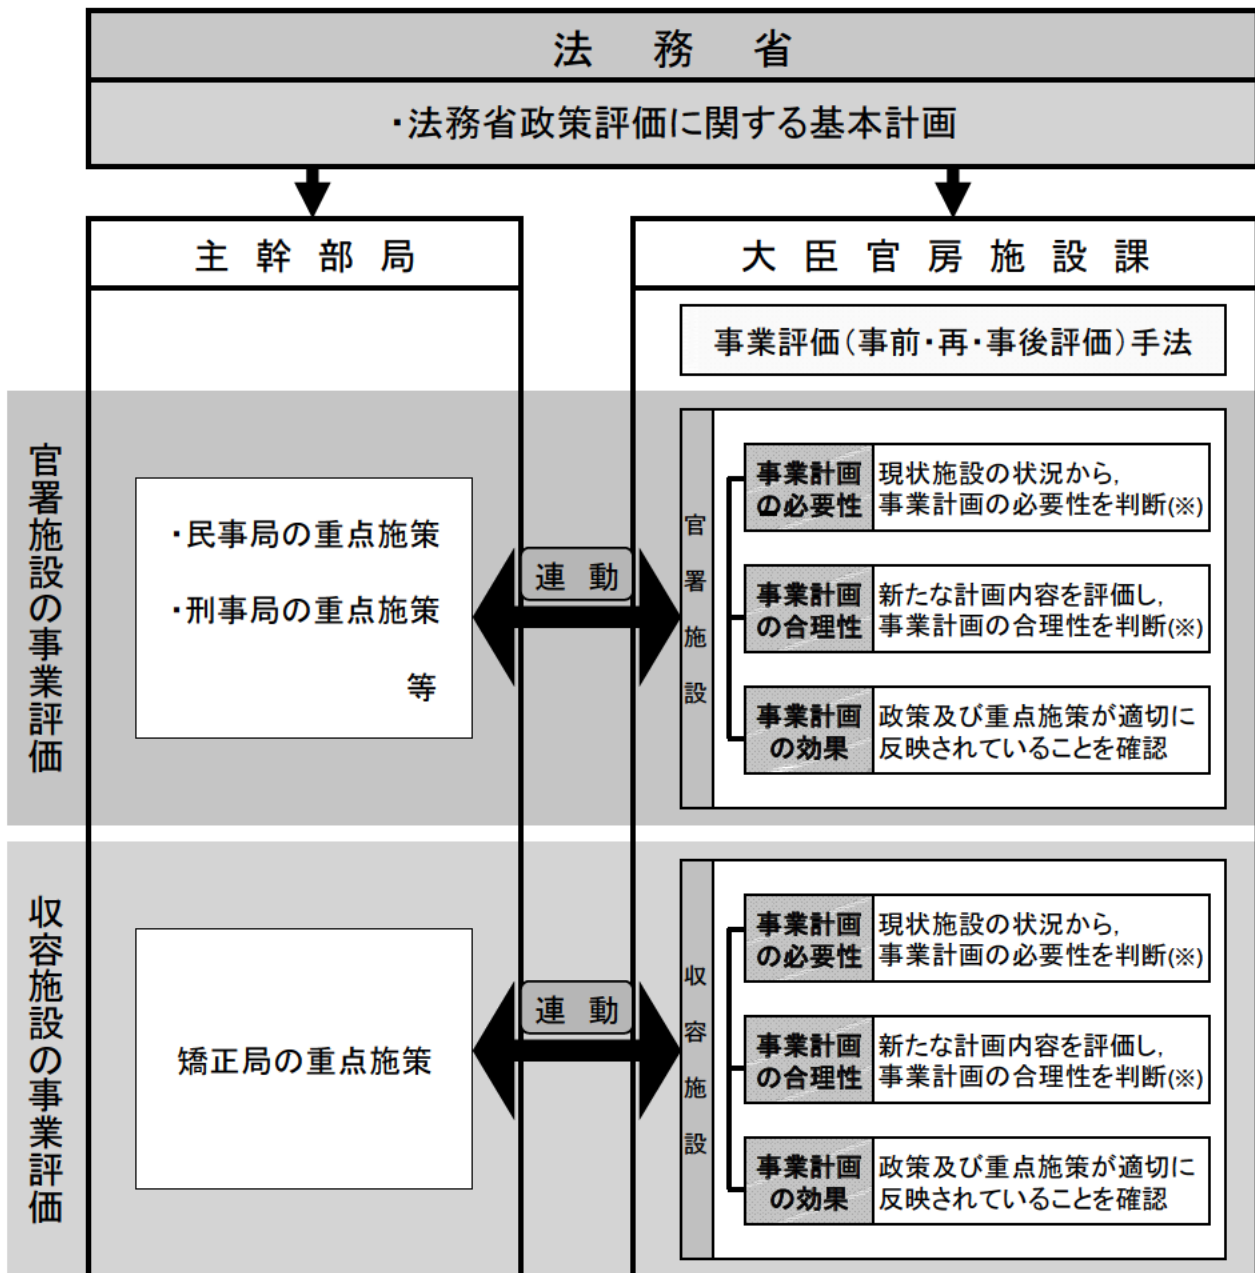 法務省
・法務省政策評価に関する基本計画
主幹部局
大臣官房施設課
事業評価(事前・再・事後評価)手法
官署施設の事業評価
・民事局の重点施策
・刑事局の重点施策
等
連動
官署施設
事業計画
の必要性
現状施設の状況から,
事業計画の必要性を判断(※)
事業計画
の合理性
新たな計画内容を評価し,
事業計画の合理性を判断(※)
事業計画
の効果
政策及び重点施策が適切に
反映されていることを確認
収容施設の事業評価
矯正局の重点施策
連動
収容施設
事業計画
の必要性
現状施設の状況から,
事業計画の必要性を判断(※)
事業計画
の合理性
新たな計画内容を評価し,
事業計画の合理性を判断(※)
事業計画
の効果
政策及び重点施策が適切に
反映されていることを確認